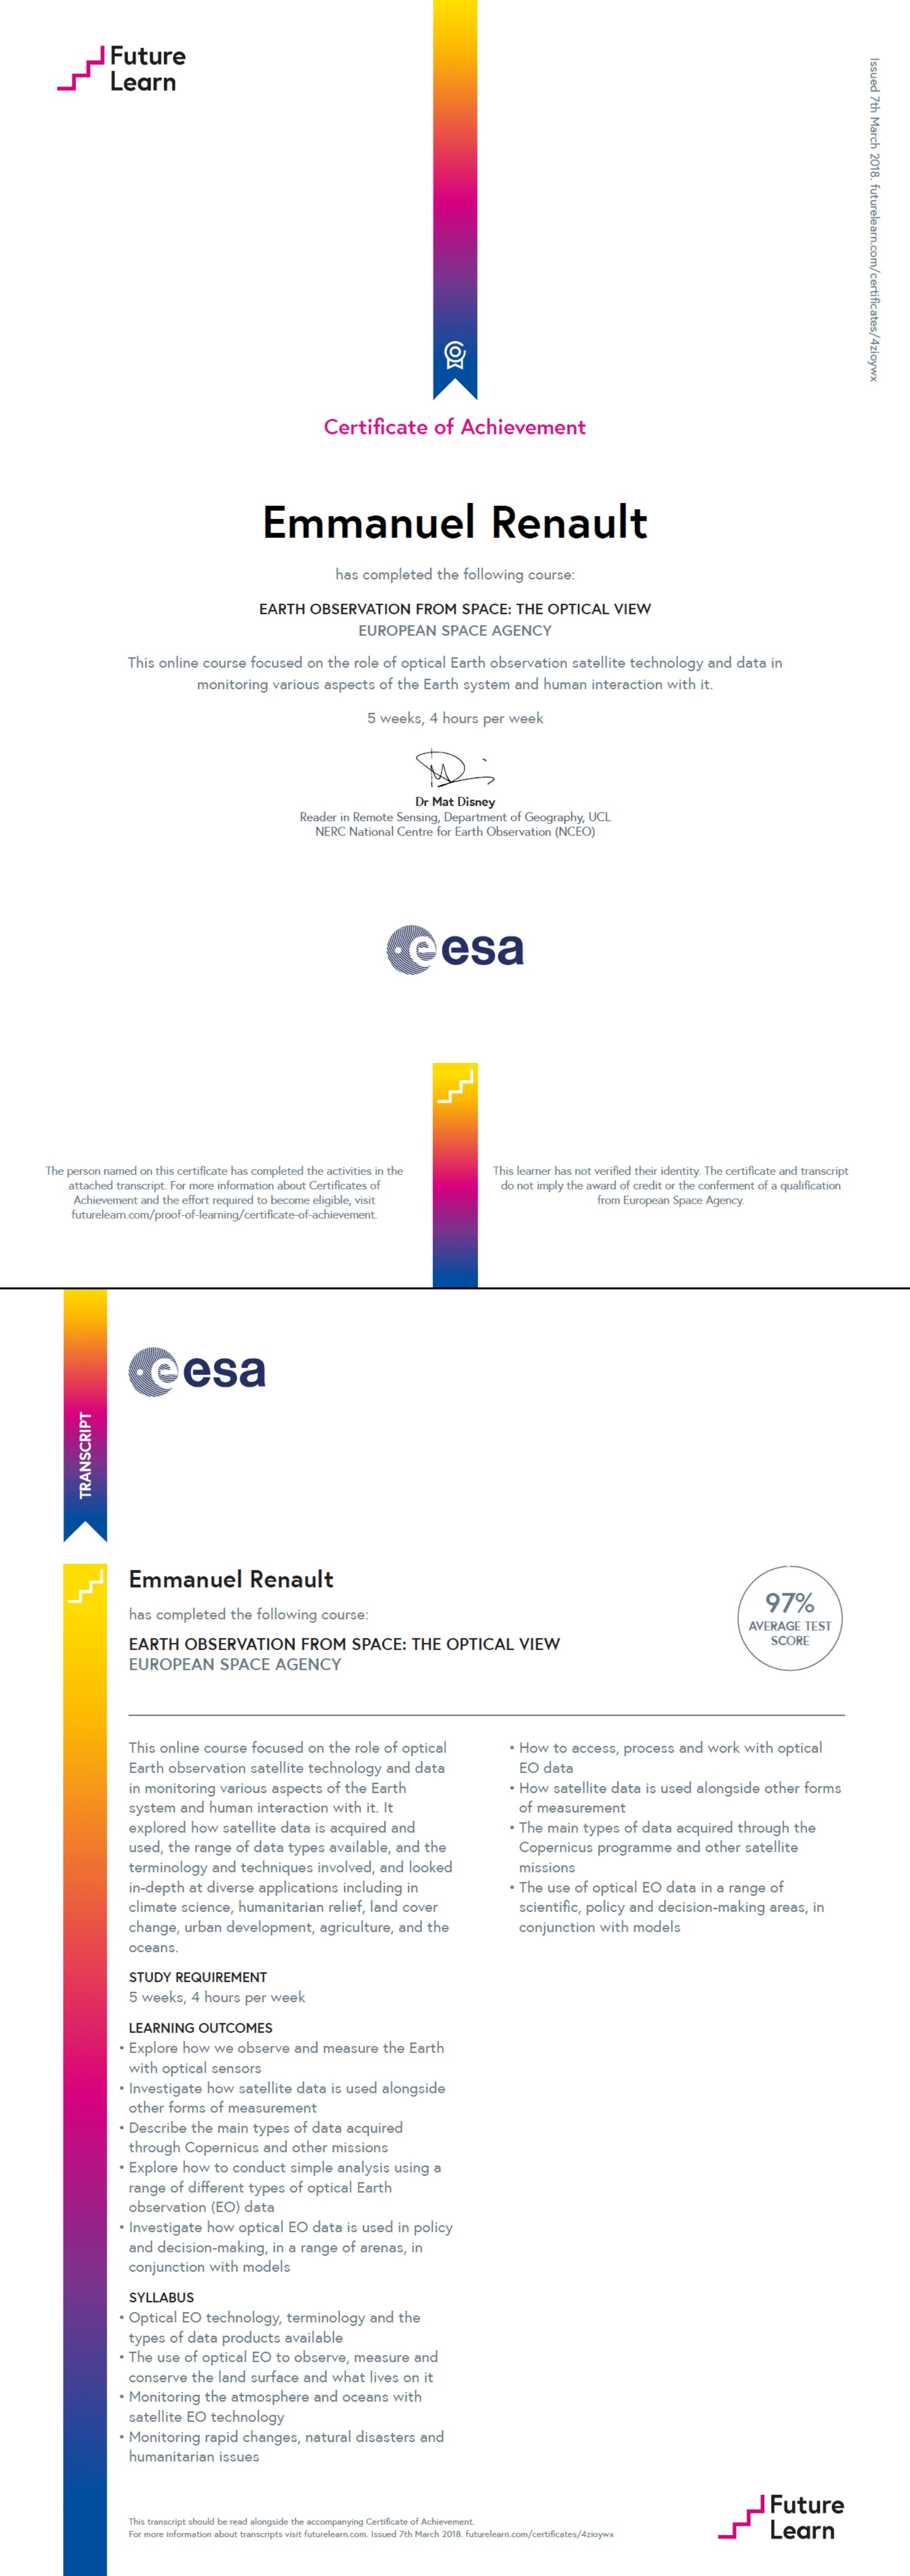 Future
Learn
Issued 7th March 2018. futurelearn.com/certificates/4zioywx
Certificate of Achievement
Emmanuel Renault
has completed the following course:
EARTH OBSERVATION FROM SPACE: THE OPTICAL VIEW
EUROPEAN SPACE AGENCY
This online course focused on the role of optical Earth observation satellite technology and data in
monitoring various aspects of the Earth system and human interaction with it.
5 weeks, 4 hours per week
Dr Mat Disney
Reader in Remote Sensing, Department of Geography, UCL
NERC National Centre for Earth Observation (NCEO)
esa
The person named on this certificate has completed the activities in the
attached transcript. For more information about Certificates of
Achievement and the effort required to become eligible, visit
futurelearn.com/proof-of-learning/certificate-of-achievement.
This learner has not verified their identity. The certificate and transcript
do not imply the award of credit or the conferment of a qualification
from European Space Agency.
TRANSCRIPT
esa
Emmanuel Renault
has completed the following course:
EARTH OBSERVATION FROM SPACE: THE OPTICAL VIEW
EUROPEAN SPACE AGENCY
97%
AVERAGE TEST
SCORE
This online course focused on the role of optical
Earth observation satellite technology and data
in monitoring various aspects of the Earth
system and human interaction with it. It
explored how satellite data is acquired and
used, the range of data types available, and the
terminology and techniques involved, and looked
in-depth at diverse applications including in
climate science, humanitarian relief, land cover
change, urban development, agriculture, and the
oceans.
STUDY REQUIREMENT
5 weeks, 4 hours per week
LEARNING OUTCOMES
• Explore how we observe and measure the Earth
with optical sensors
• Investigate how satellite data is used alongside
other forms of measurement
• Describe the main types of data acquired
through Copernicus and other missions
• Explore how to conduct simple analysis using a
range of different types of optical Earth
observation (EO) data
• Investigate how optical EO data is used in policy
and decision-making, in a range of arenas, in
conjunction with models
SYLLABUS
• Optical EO technology, terminology and the
types of data products available
• The use of optical EO to observe, measure and
conserve the land surface and what lives on it
• Monitoring the atmosphere and oceans with
satellite EO technology
• Monitoring rapid changes, natural disasters and
humanitarian issues
• How to access, process and work with optical
EO data
• How satellite data is used alongside other forms
of measurement
• The main types of data acquired through the
Copernicus programme and other satellite
missions
• The use of optical EO data in a range of
scientific, policy and decision-making areas, in
conjunction with models
This transcript should be read alongside the accompanying Certificate of Achievement.
For more information about transcripts visit futurelearn.com. Issued 7th March 2018. futurelearn.com/certificates/4zioywx
Future
Learn